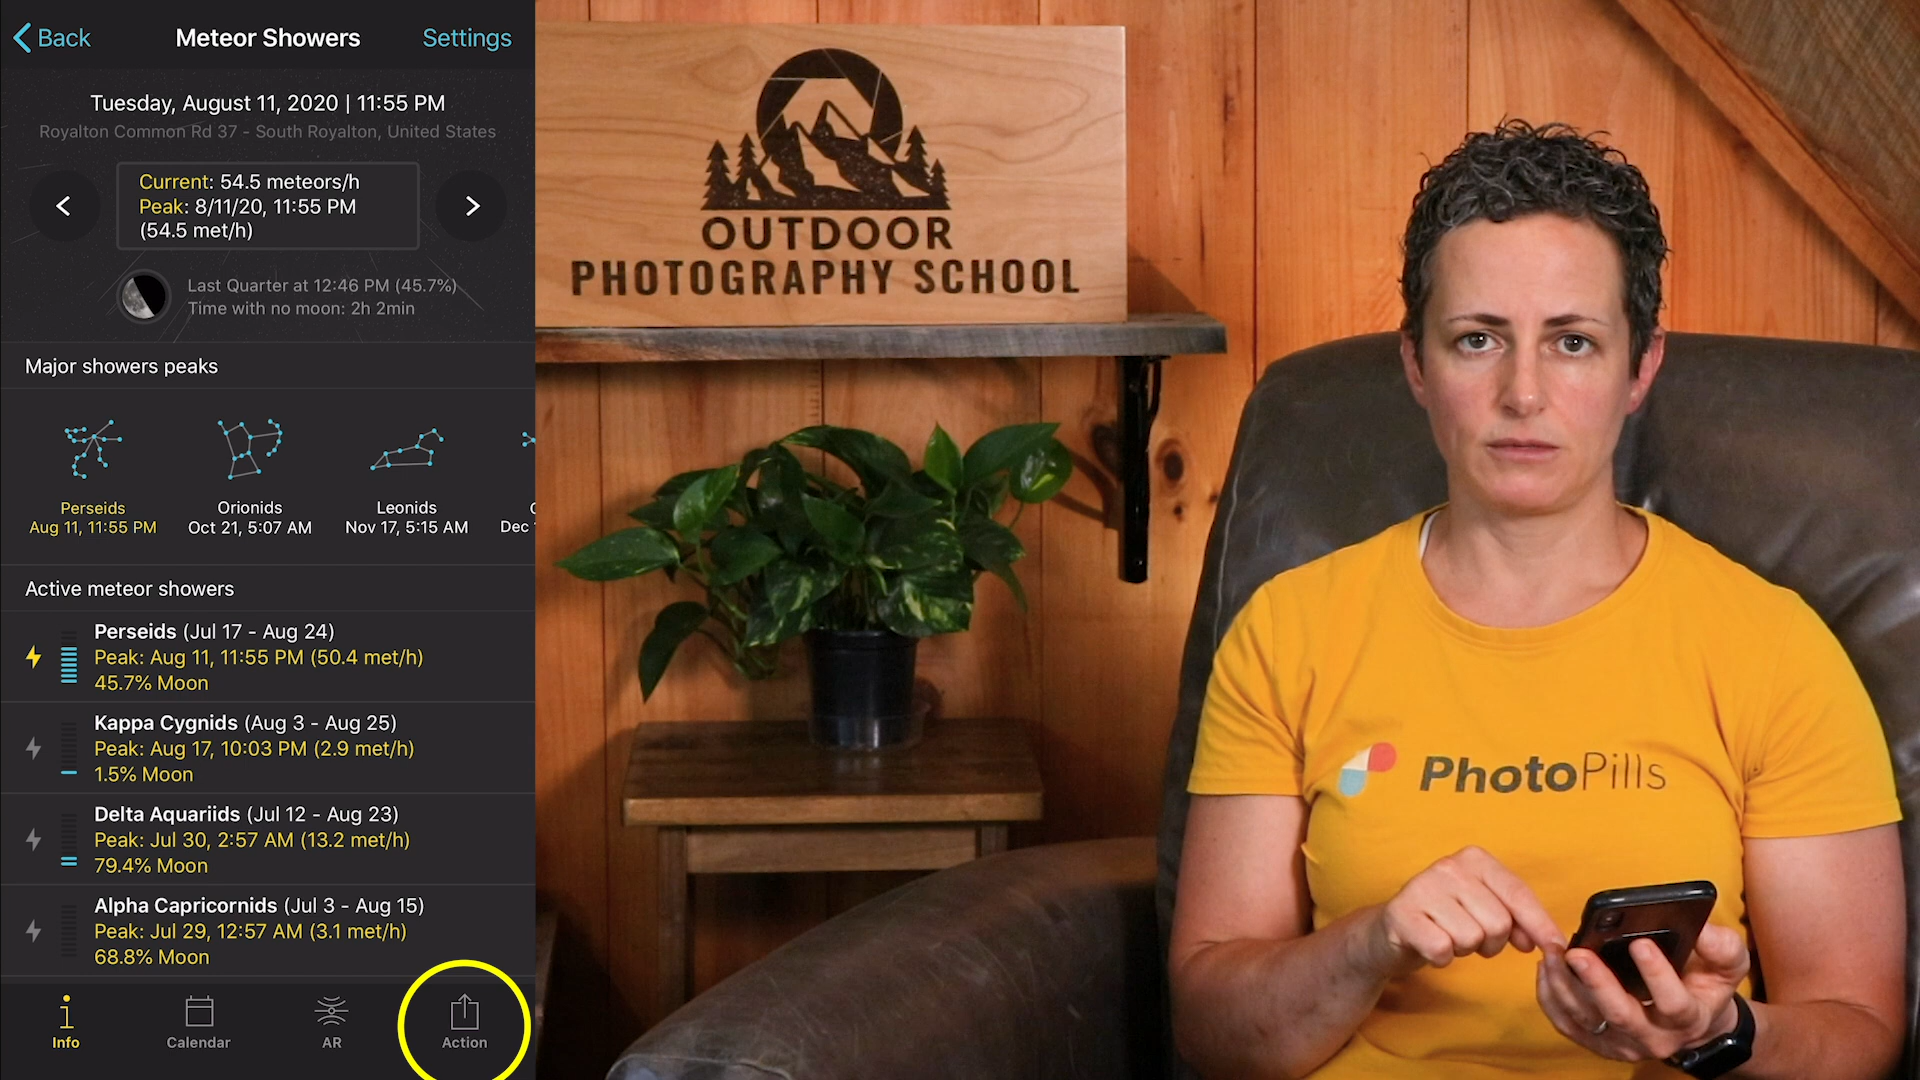 Back
Meteor Showers
Settings
Tuesday, August 11, 2020 | 11:55 PM
Royalton Common Rd 37 - South Royalton, United States
Current: 54.5 meteors/h
Peak: 8/11/20, 11:55 PM
(54.5 met/h)
Last Quarter at 12:46 PM (45.7%)
Time with no moon: 2h 2min
Major showers peaks
Perseids
Aug 11, 11:55 PM
Orionids
Oct 21, 5:07 AM
Leonids
Nov 17, 5:15 AM
Dec
Active meteor showers
Perseids (Jul 17 - Aug 24)
Peak: Aug 11, 11:55 PM (50.4 met/h)
45.7% Moon
Kappa Cygnids (Aug 3 - Aug 25)
Peak: Aug 17, 10:03 PM (2.9 met/h)
1.5% Moon
Delta Aquariids (Jul 12 - Aug 23)
Peak: Jul 30, 2:57 AM (13.2 met/h)
79.4% Moon
Alpha Capricornids (Jul 3 - Aug 15)
Peak: Jul 29, 12:57 AM (3.1 met/h)
68.8% Moon
Info
Calendar
AR
Action
OUTDOOR
PHOTOGRAPHY SCHOOL
PhotoPills